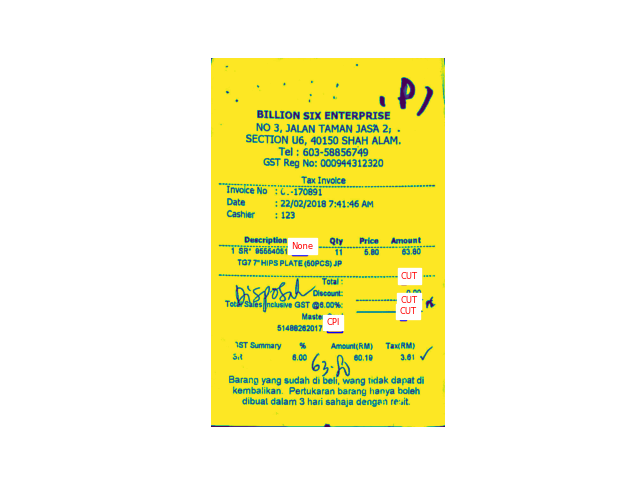 (P)
BILLION SIX ENTERPRISE
NO 3, JALAN TAMAN JASA 2,
SECTION U6, 40150 SHAH ALAM.
Tel : 603-58856749
GST Reg No: 000944312320
Tax Invoice
Invoice No : -170891
Date : 22/02/2018 7:41:46 AM
Cashier : 123
Description Qty Price Amount
None
1 SR* 11 5.80 63.80
TG7 7" HIPS PLATE (50PCS) JP
CUT
Total :
Disposal Discount: 0.00
CUT
Total Sales Inclusive GST @6.00%:
CUT
CPI
51488262017
GST Summary % Amount(RM) Tax(RM)
SR 6.00 60.19 3.61 ✓
63.80
Barang yang sudah di beli, wang tidak dapat di
kembalikan. Pertukaran barang hanya boleh
dibuat dalam 3 hari sahaja dengan resit.